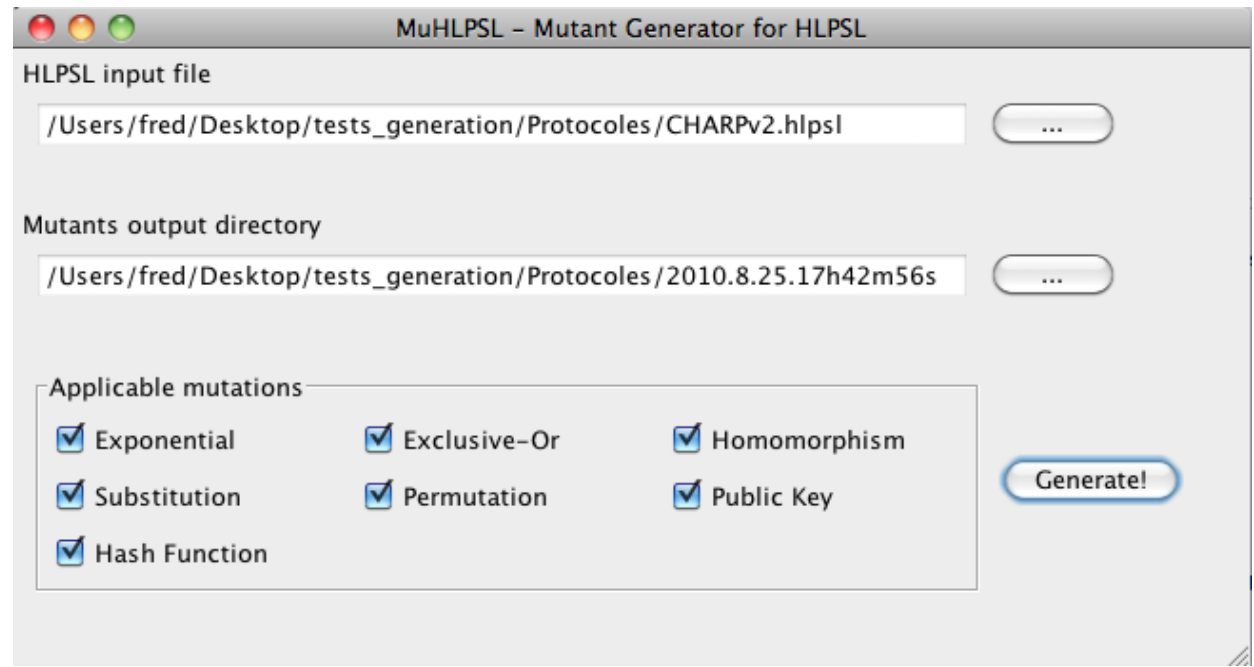 MuHLPSL – Mutant Generator for HLPSL
HLPSL input file
/Users/fred/Desktop/tests_generation/Protocoles/CHARPv2.hlpsl
...
Mutants output directory
/Users/fred/Desktop/tests_generation/Protocoles/2010.8.25.17h42m56s
...
Applicable mutations
Exponential Exclusive-Or Homomorphism
Substitution Permutation Public Key
Generate!
Hash Function